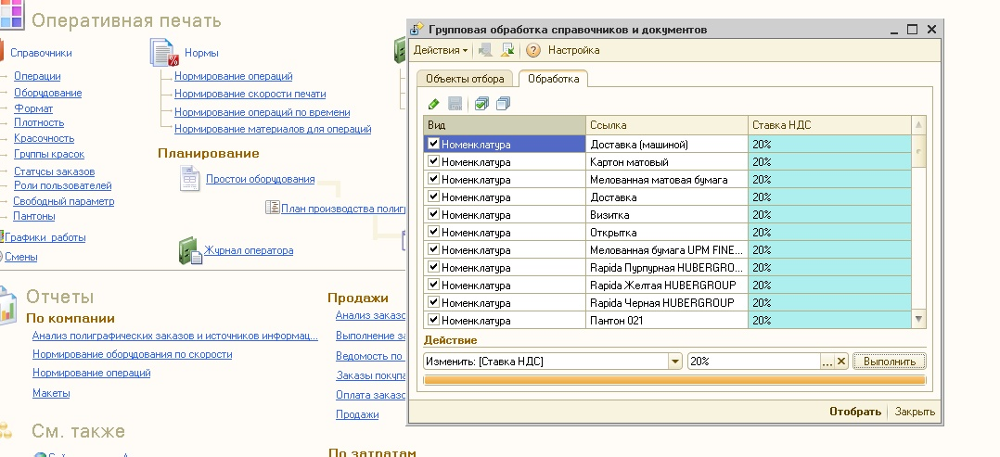 Оперативная печать
Справочники
Операции
Оборудование
Формат
Плотность
Красочность
Группы красок
Статусы заказов
Роли пользователей
Свободный параметр
Пантоны
Графики работы
Смены
Нормы
Нормирование операций
Нормирование скорости печати
Нормирование операций по времени
Нормирование материалов для операций
Планирование
Простои оборудования
План производства полиг
Журнал оператора
Отчеты
По компании
Анализ полиграфических заказов и источников информац...
Нормирование оборудования по скорости
Нормирование операций
Макеты
См. также
Продажи
Анализ заказо
Выполнение за
Ведомость по
Заказы покупа
Оплата заказо
Продажи
По затратам
Групповая обработка справочников и документов
Действия Настройка
Объекты отбора Обработка
Вид Ссылка Ставка НДС
Номенклатура Доставка (машиной) 20%
Номенклатура Картон матовый 20%
Номенклатура Мелованная матовая бумага 20%
Номенклатура Доставка 20%
Номенклатура Визитка 20%
Номенклатура Открытка 20%
Номенклатура Мелованная бумага UPM FINE... 20%
Номенклатура Rapida Пурпурная HUBERGRO... 20%
Номенклатура Rapida Желтая HUBERGROUP 20%
Номенклатура Rapida Черная HUBERGROUP 20%
Номенклатура Пантон 021 20%
Действие
Изменить: [Ставка НДС] 20% ... Выполнить
Отобрать Закрыть